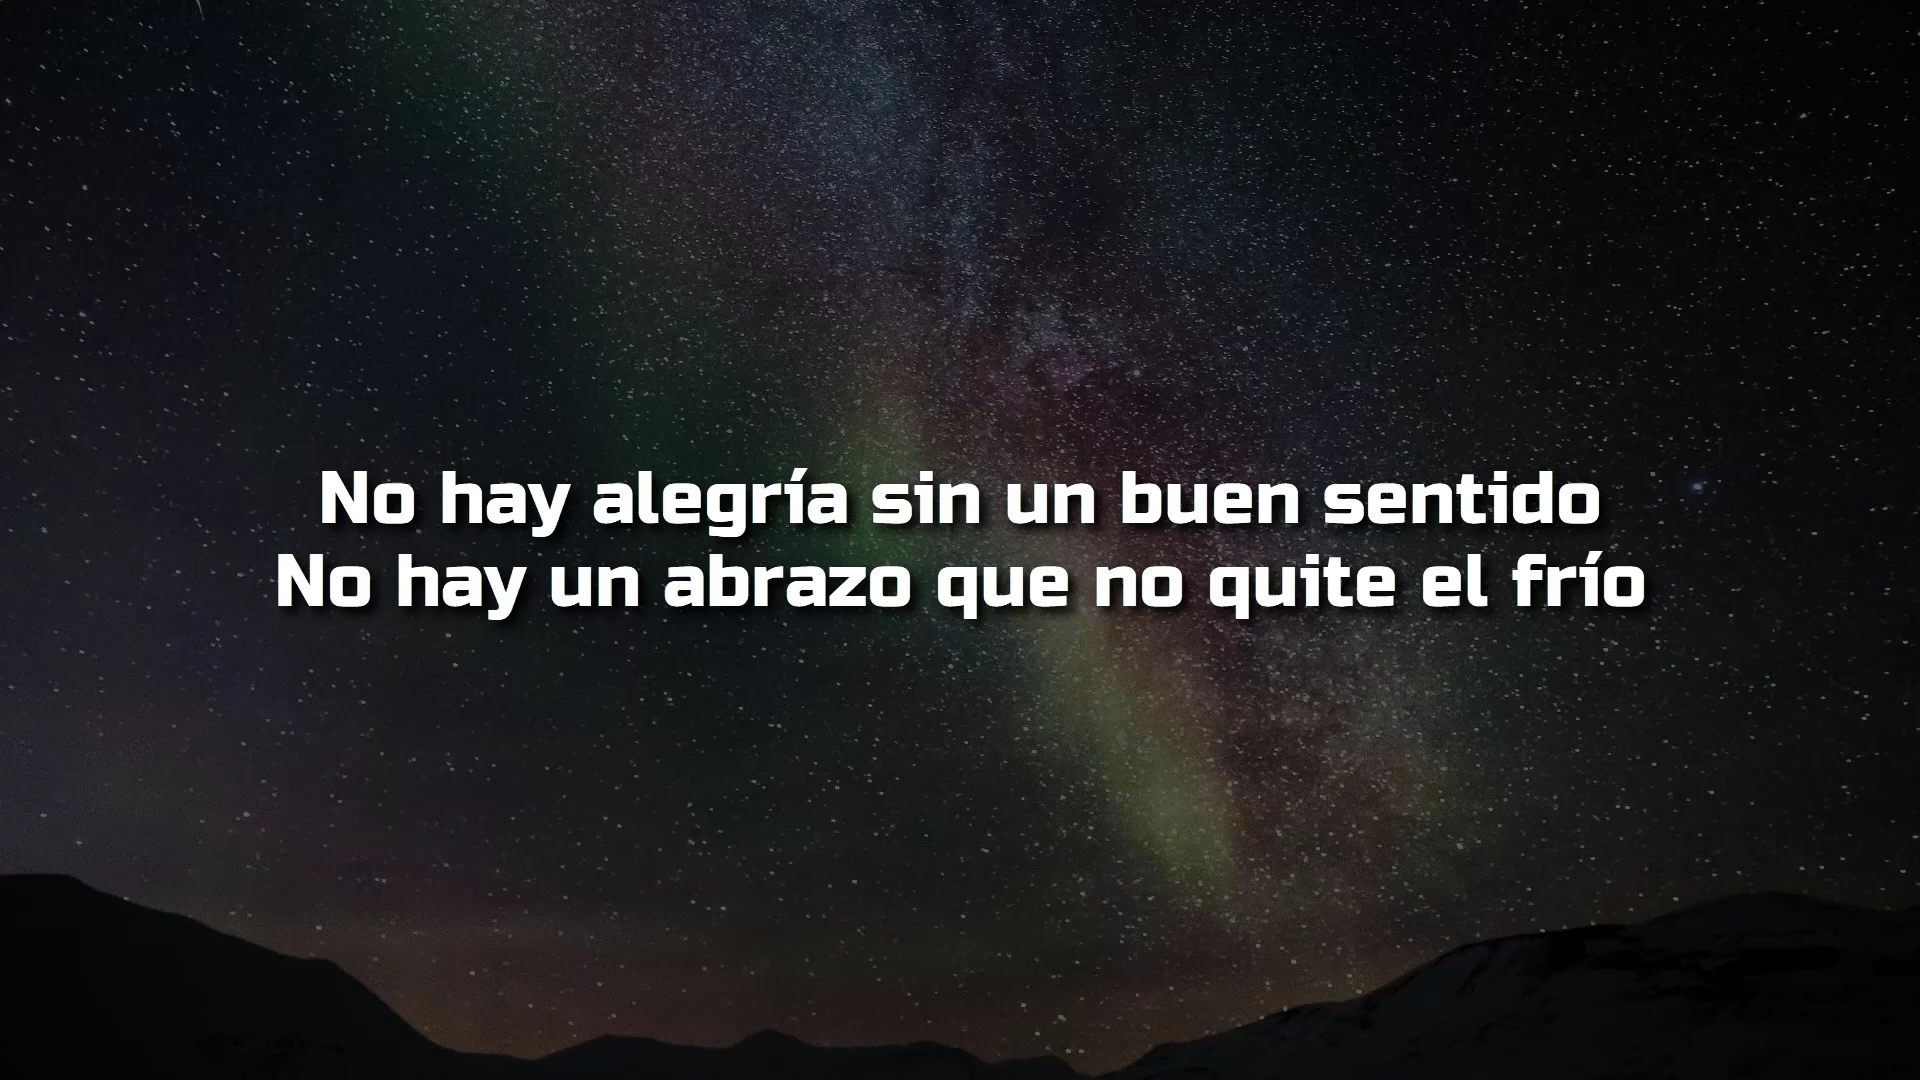 No hay alegría sin un buen sentido
No hay un abrazo que no quite el frío